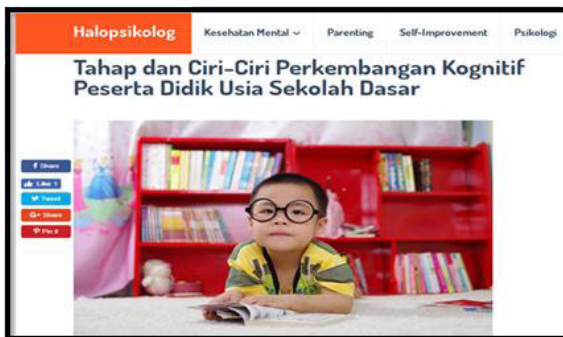 Halopsikolog
Kesehatan Mental
Parenting
Self-Improvement
Psikologi
Tahap dan Ciri-Ciri Perkembangan Kognitif
Peserta Didik Usia Sekolah Dasar
Share
Like 1
Tweet
G+ Share
Pin it